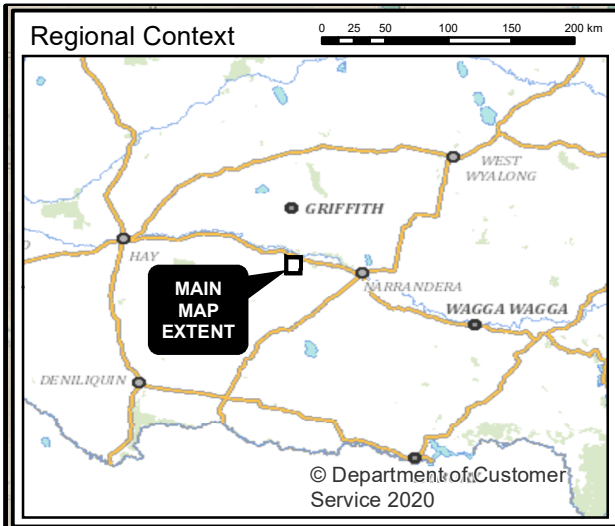 Regional Context
0 25 50 100 150 200 km
WEST
WYALONG
GRIFFITH
HAY
MAIN
MAP
EXTENT
NARRANDERA
WAGGA WAGGA
DENILIQUIN
© Department of Customer
Service 2020